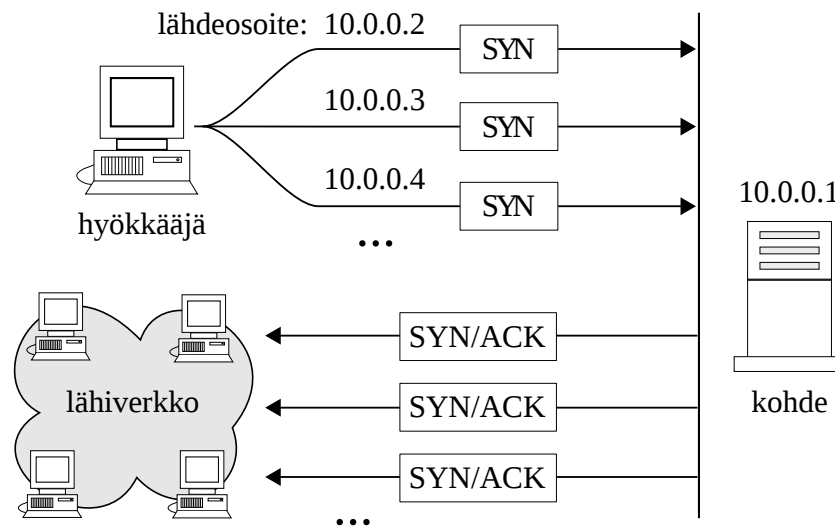 lähdeosoite: 10.0.0.2
SYN
10.0.0.3
SYN
10.0.0.4
SYN
hyökkääjä
...
10.0.0.1
kohde
SYN/ACK
lähiverkko
SYN/ACK
SYN/ACK
...